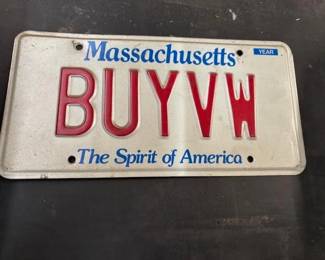 Massachusetts YEAR
BUYVW
The Spirit of America